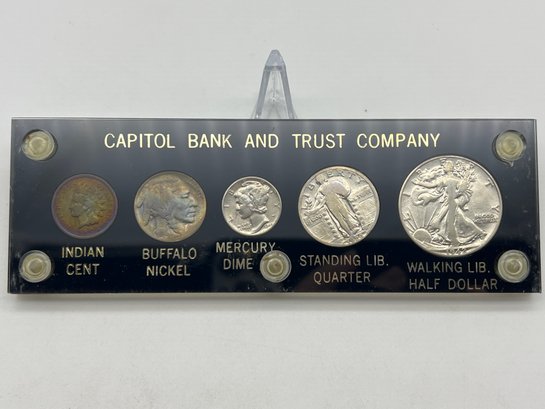 CAPITOL BANK AND TRUST COMPANY
INDIAN
CENT
BUFFALO
NICKEL
MERCURY
DIME
STANDING LIB.
QUARTER
WALKING LIB.
HALF DOLLAR